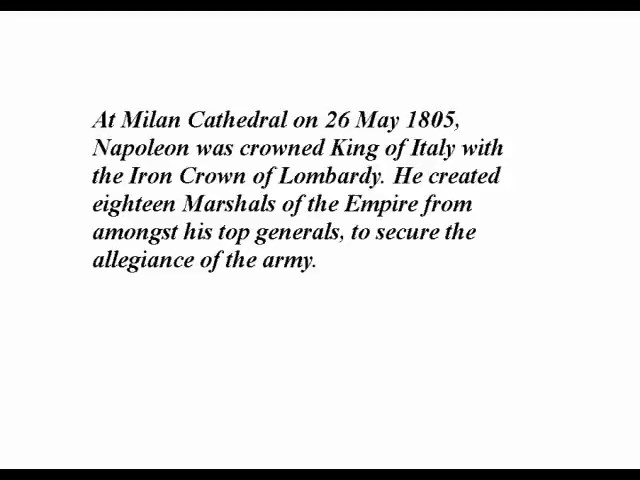 At Milan Cathedral on 26 May 1805,
Napoleon was crowned King of Italy with
the Iron Crown of Lombardy. He created
eighteen Marshals of the Empire from
amongst his top generals, to secure the
allegiance of the army.